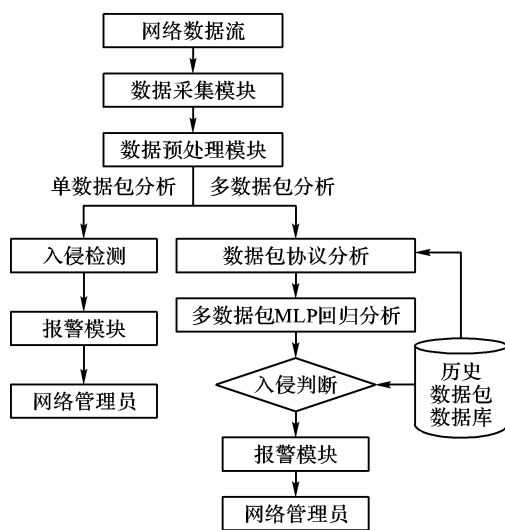 网络数据流
数据采集模块
数据预处理模块
单数据包分析
多数据包分析
入侵检测
数据包协议分析
报警模块
多数据包MLP回归分析
网络管理员
入侵判断
历史
数据包
数据库
报警模块
网络管理员